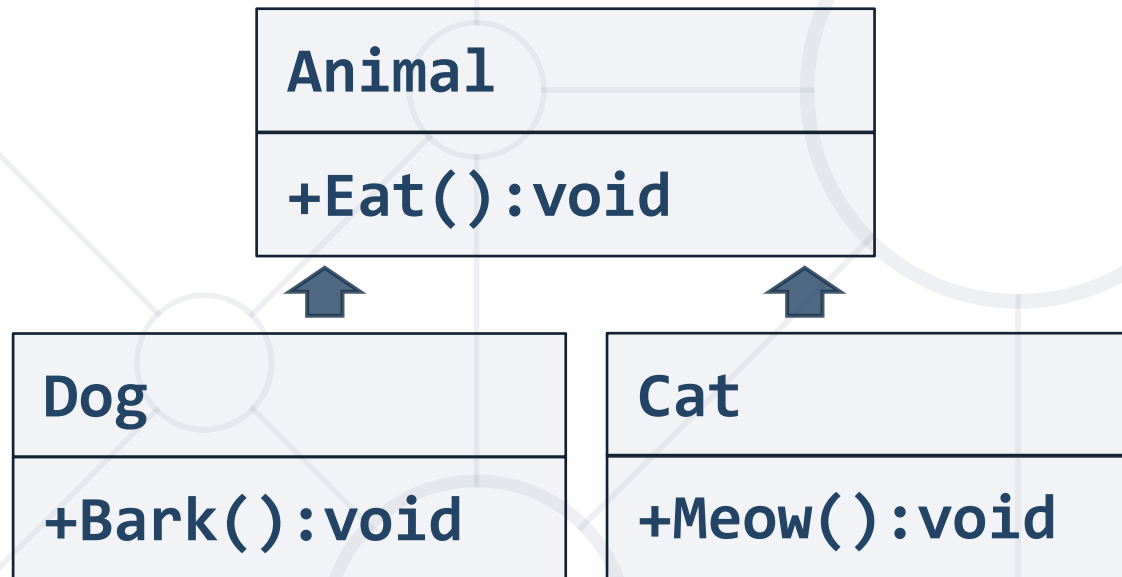 Animal
+Eat():void
Dog
+Bark():void
Cat
+Meow():void